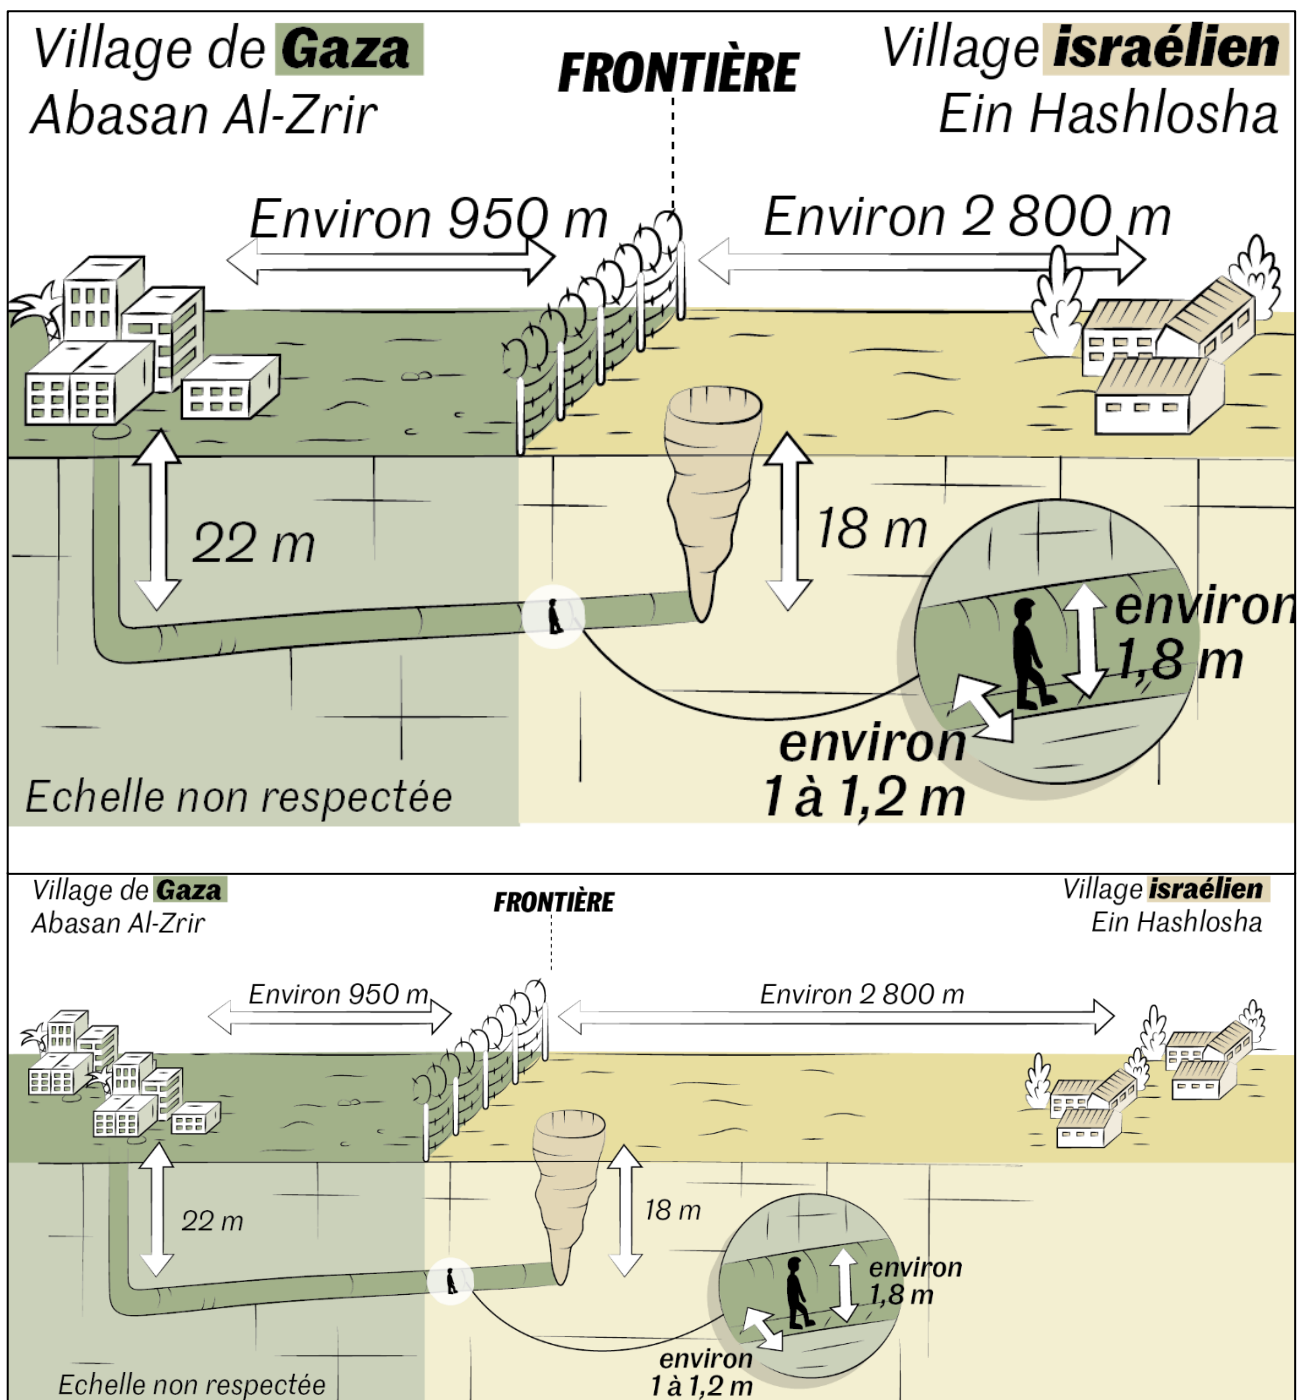 Village de Gaza
Abasan Al-Zrir
FRONTIÈRE
Village israélien
Ein Hashlosha
Environ 950 m
Environ 2 800 m
22 m
18 m
environ
1,8 m
environ
1 à 1,2 m
Echelle non respectée
Village de Gaza
Abasan Al-Zrir
FRONTIÈRE
Village israélien
Ein Hashlosha
Environ 950 m
Environ 2 800 m
22 m
18 m
environ
1,8 m
environ
1 à 1,2 m
Echelle non respectée